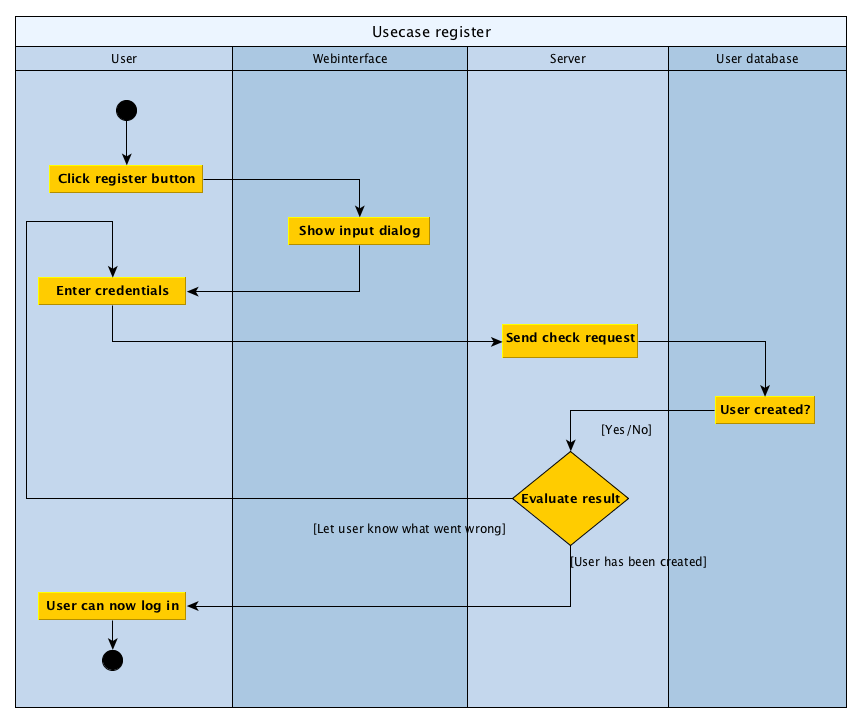 Usecase register
User
Webinterface
Server
User database
Click register button
Show input dialog
Enter credentials
Send check request
User created?
[Yes/No]
Evaluate result
[Let user know what went wrong]
[User has been created]
User can now log in